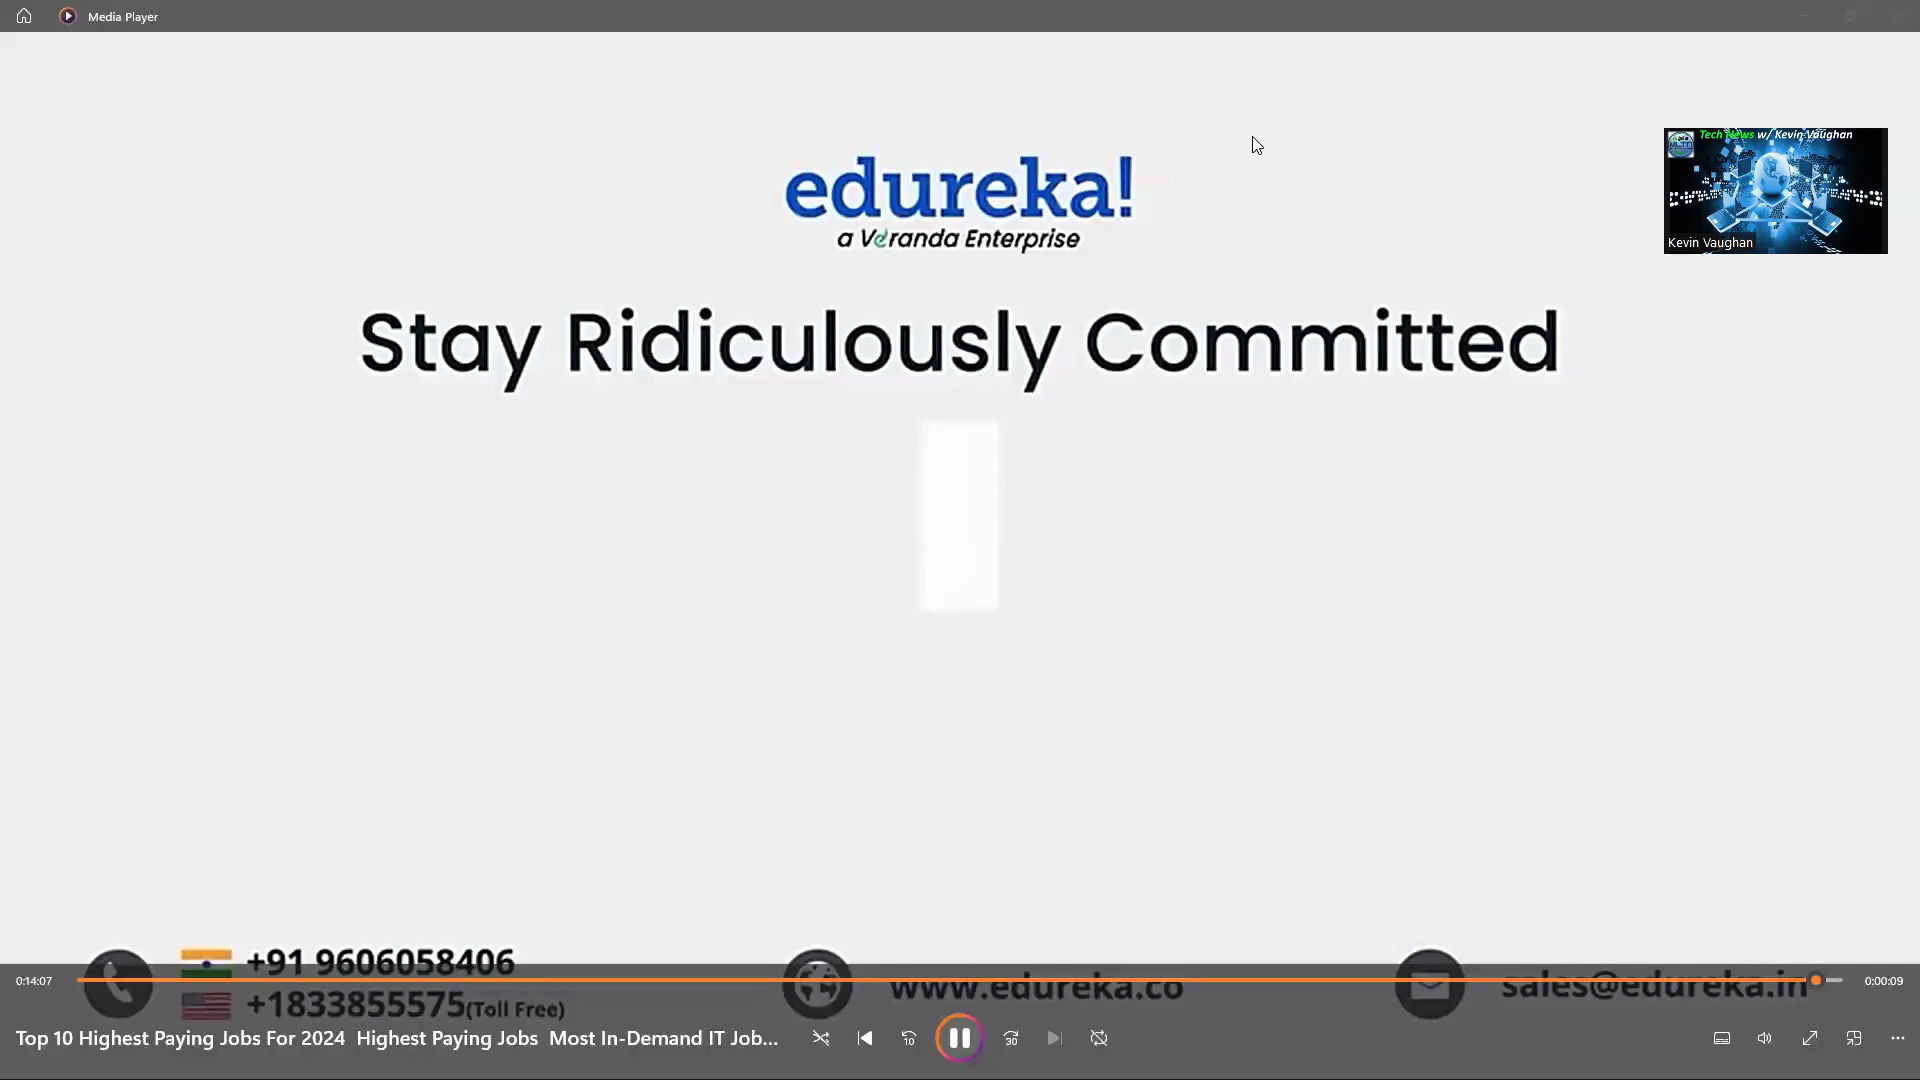 Media Player
edureka!
a Veranda Enterprise
Tech News w/ Kevin Vaughan
Kevin Vaughan
Stay Ridiculously Committed
+91 9606058406
0:14:07
www.edureka.co
sales@edureka.in
0:00:09
+1833855575(Toll Free)
Top 10 Highest Paying Jobs For 2024 Highest Paying Jobs Most In-Demand IT Job...
10
30